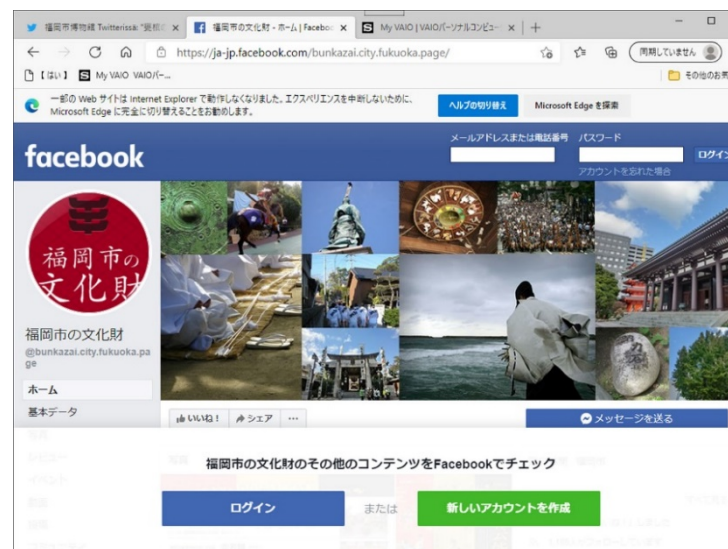 福岡市博物館 Twitterissä: "更紗の
福岡市の文化財 - ホーム | Facebook
My VAIO | VAIOパーソナルコンピュー
https://ja-jp.facebook.com/bunkazai.city.fukuoka.page/
同期していません
【はい】
My VAIO VAIOパー...
その他のお気
一部の Web サイトは Internet Explorer で動作しなくなりました。エクスペリエンスを中断しないために、
Microsoft Edge に完全に切り替えることをお勧めします。
ヘルプの切り替え
Microsoft Edge を探索
メールアドレスまたは電話番号
パスワード
facebook
ログイン
アカウントを忘れた場合
福岡市の
文化財
福岡市の文化財
@bunkazai.city.fukuoka.pa
ge
ホーム
基本データ
いいね!
シェア
...
メッセージを送る
福岡市の文化財のその他のコンテンツをFacebookでチェック
ログイン
または
新しいアカウントを作成